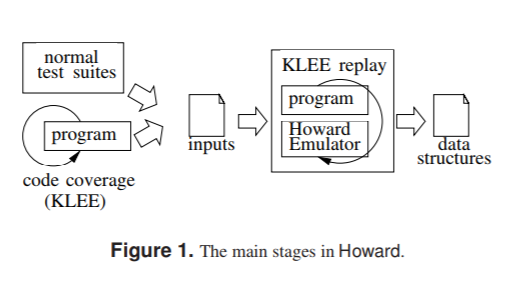 normal
test suites
program
code coverage
(KLEE)
inputs
KLEE replay
program
Howard
Emulator
data
structures
Figure 1. The main stages in Howard.